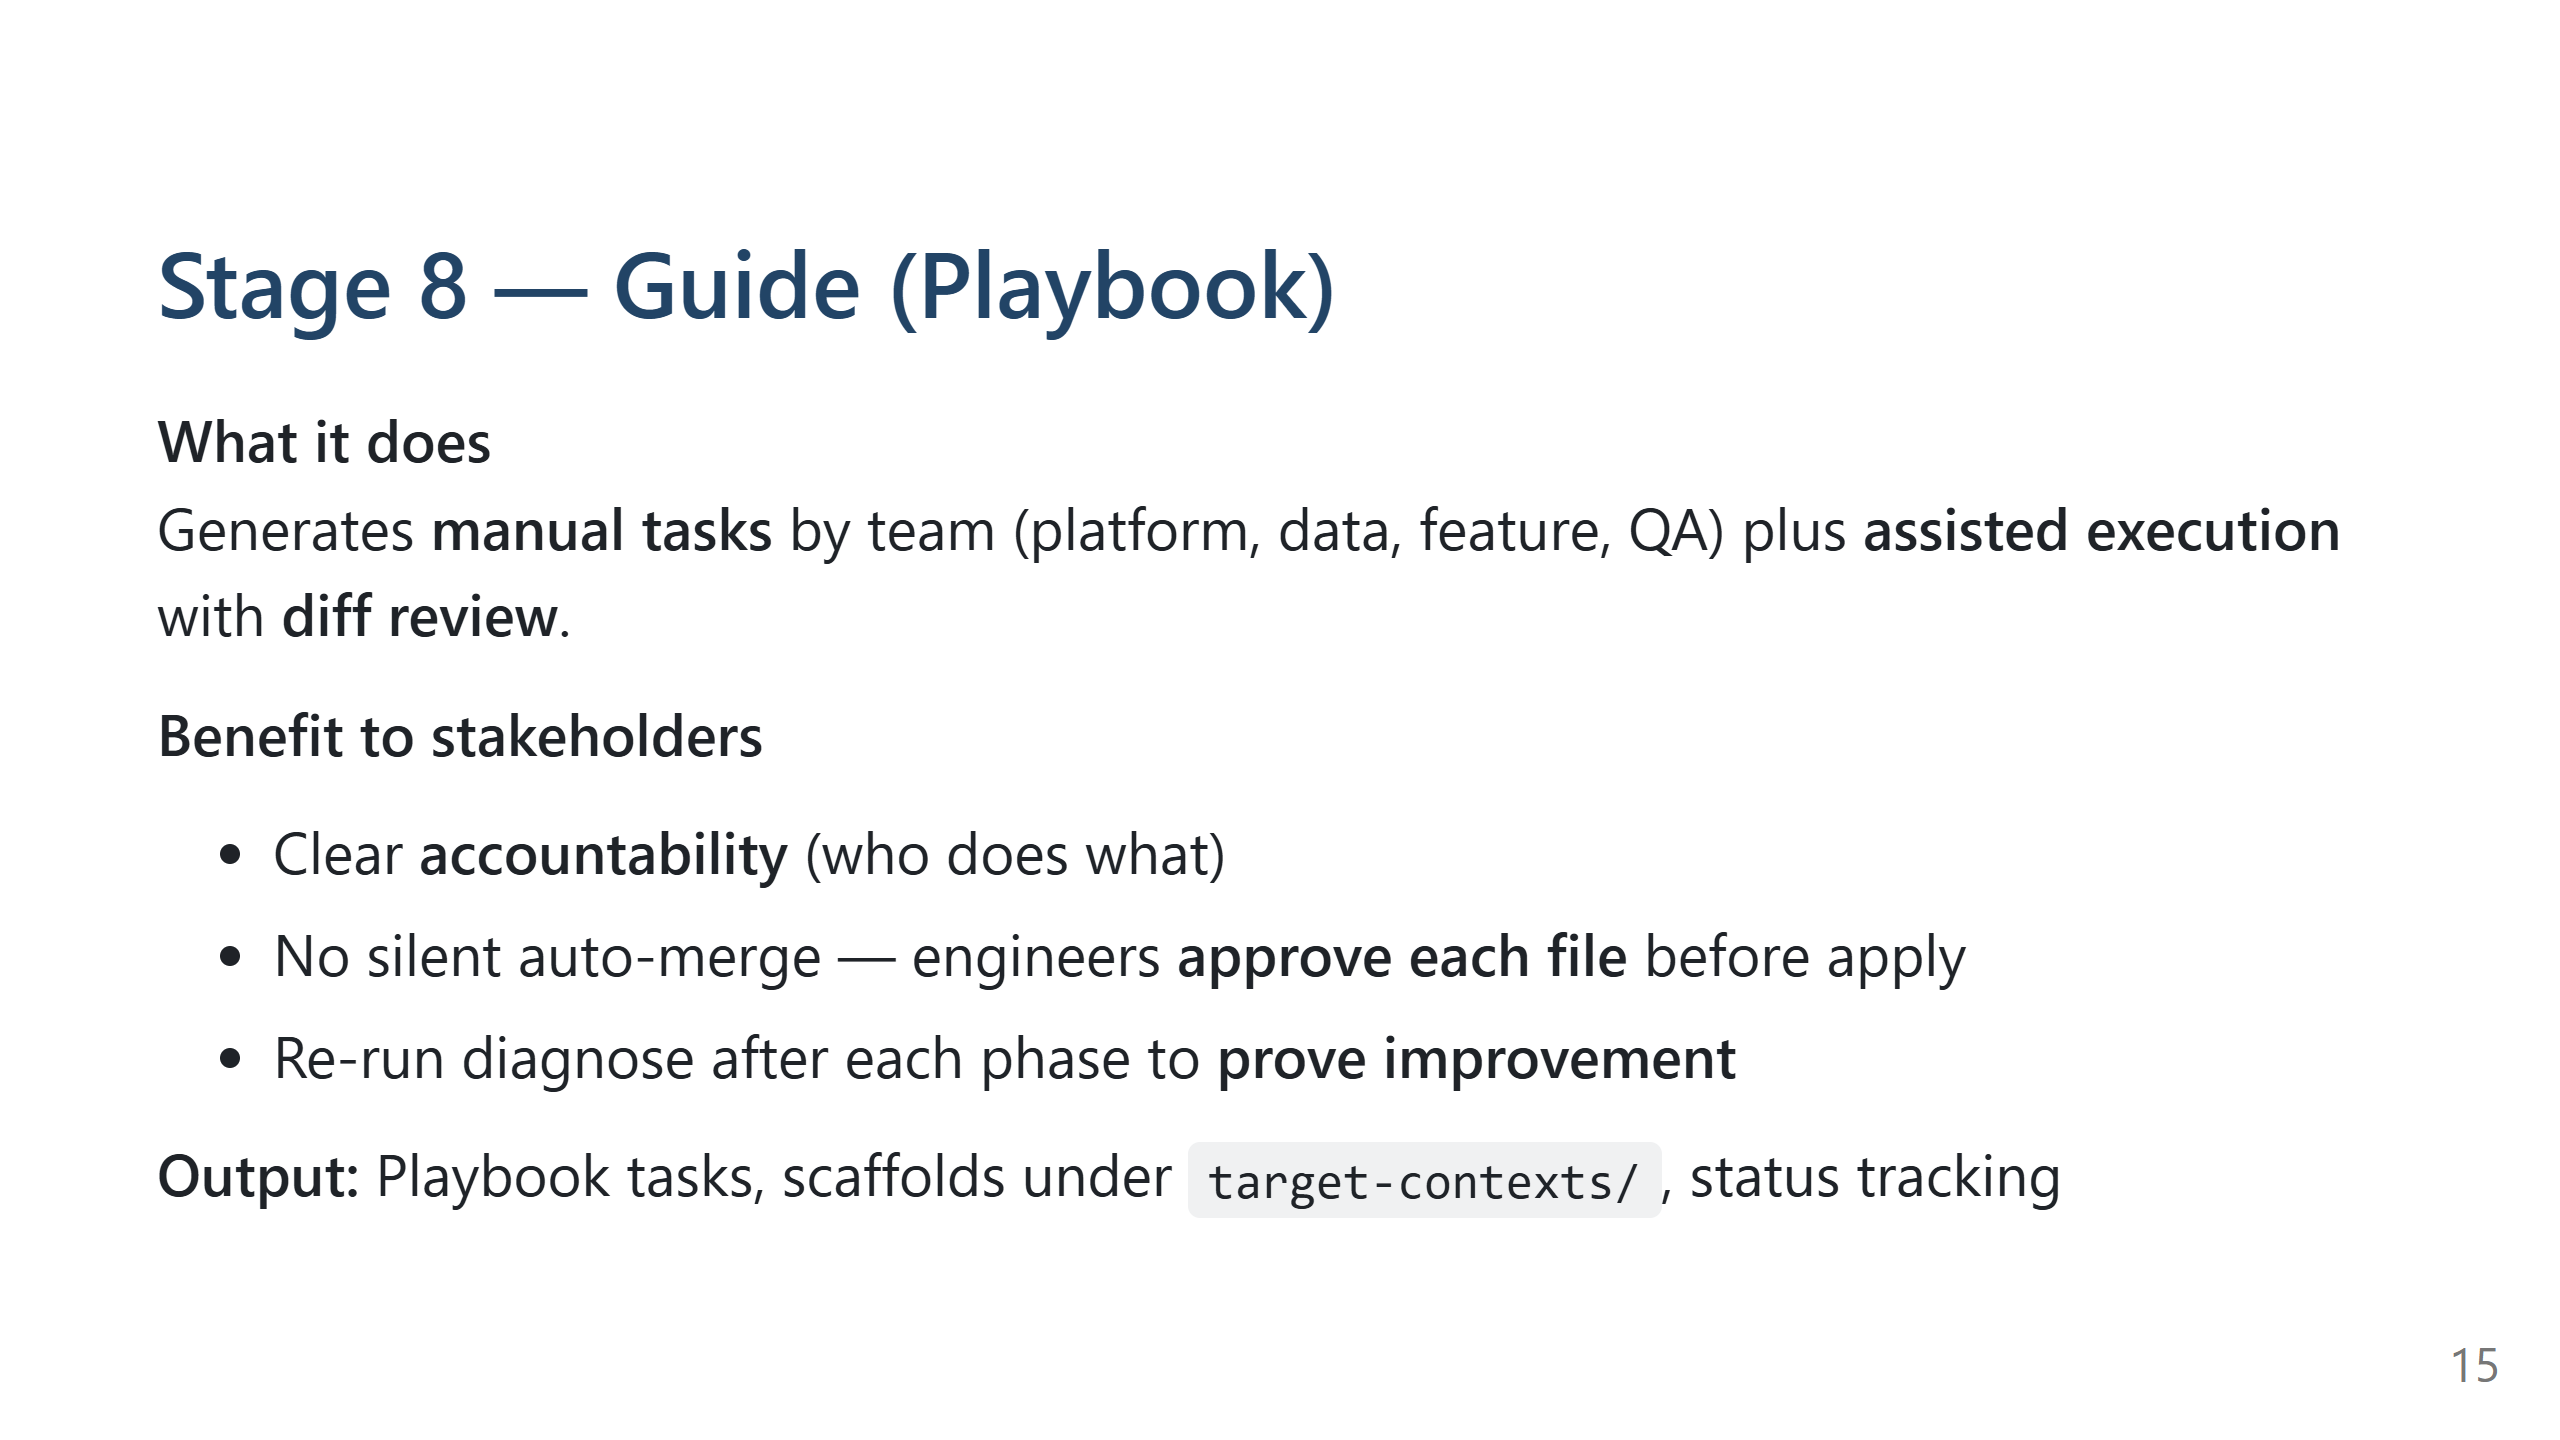 Stage 8 — Guide (Playbook)
What it does
Generates manual tasks by team (platform, data, feature, QA) plus assisted execution
with diff review.
Benefit to stakeholders
• Clear accountability (who does what)
• No silent auto-merge — engineers approve each file before apply
• Re-run diagnose after each phase to prove improvement
Output: Playbook tasks, scaffolds under target-contexts/ , status tracking
15